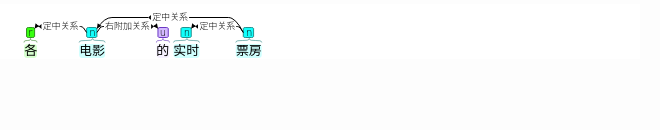 定中关系
定中关系 右附加关系 定中关系
r n u n n
各 电影 的 实时 票房